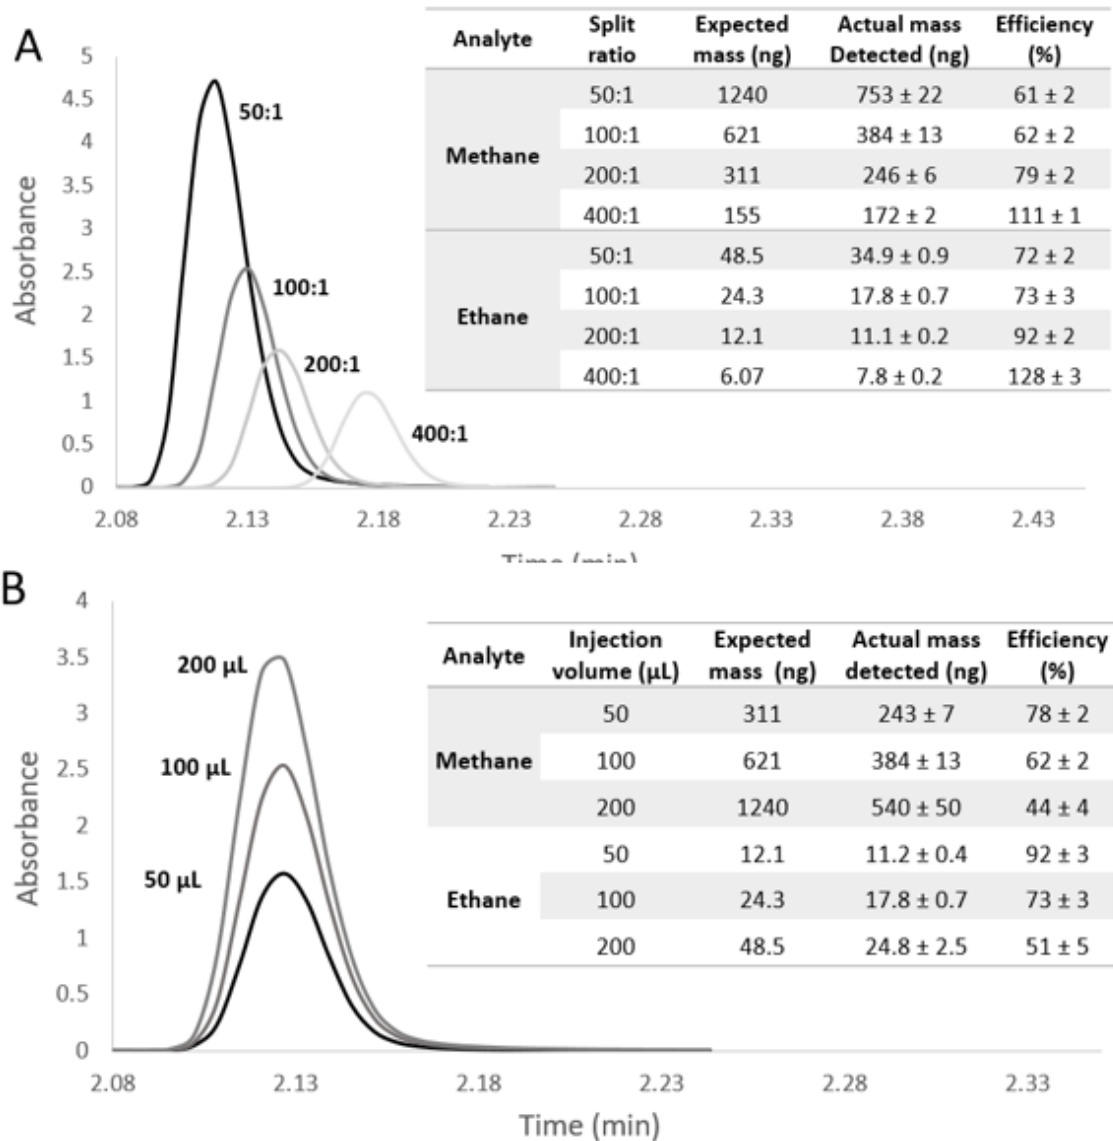 A
Absorbance
5
4.5
4
3.5
3
2.5
2
1.5
1
0.5
0
50:1
100:1
200:1
400:1
2.08 2.13 2.18 2.23 2.28 2.33 2.38 2.43
Time (min)
Analyte Split ratio Expected mass (ng) Actual mass Detected (ng) Efficiency (%)
Methane
50:1 1240 753 ± 22 61 ± 2
100:1 621 384 ± 13 62 ± 2
200:1 311 246 ± 6 79 ± 2
400:1 155 172 ± 2 111 ± 1
Ethane
50:1 48.5 34.9 ± 0.9 72 ± 2
100:1 24.3 17.8 ± 0.7 73 ± 3
200:1 12.1 11.1 ± 0.2 92 ± 2
400:1 6.07 7.8 ± 0.2 128 ± 3
B
Absorbance
4
3.5
3
2.5
2
1.5
1
0.5
0
200 µL
100 µL
50 µL
2.08 2.13 2.18 2.23 2.28 2.33
Time (min)
Analyte Injection volume (µL) Expected mass (ng) Actual mass detected (ng) Efficiency (%)
Methane
50 311 243 ± 7 78 ± 2
100 621 384 ± 13 62 ± 2
200 1240 540 ± 50 44 ± 4
Ethane
50 12.1 11.2 ± 0.4 92 ± 3
100 24.3 17.8 ± 0.7 73 ± 3
200 48.5 24.8 ± 2.5 51 ± 5